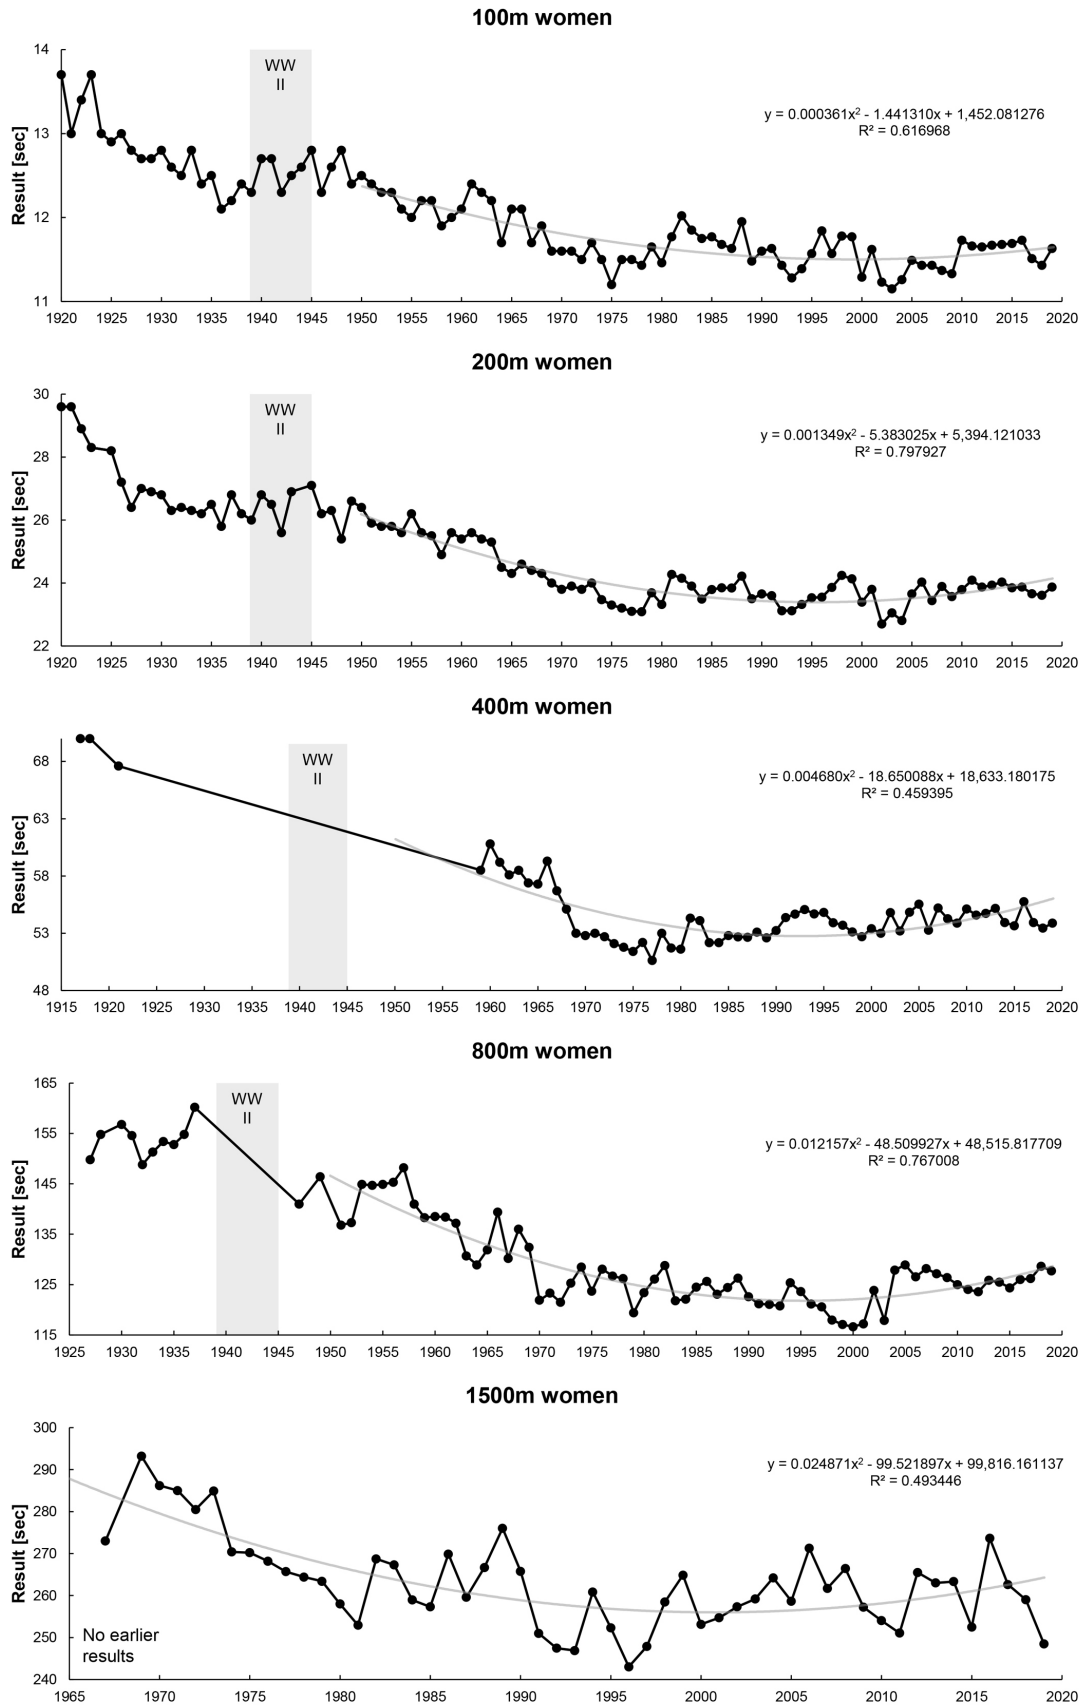 100m women
14
13
12
11
Result [sec]
WW
II
y = 0.000361x² - 1.441310x + 1,452.081276
R² = 0.616968
1920 1925 1930 1935 1940 1945 1950 1955 1960 1965 1970 1975 1980 1985 1990 1995 2000 2005 2010 2015 2020
200m women
30
28
26
24
22
Result [sec]
WW
II
y = 0.001349x² - 5.383025x + 5,394.121033
R² = 0.797927
1920 1925 1930 1935 1940 1945 1950 1955 1960 1965 1970 1975 1980 1985 1990 1995 2000 2005 2010 2015 2020
400m women
68
63
58
53
48
Result [sec]
WW
II
y = 0.004680x² - 18.650088x + 18,633.180175
R² = 0.459395
1915 1920 1925 1930 1935 1940 1945 1950 1955 1960 1965 1970 1975 1980 1985 1990 1995 2000 2005 2010 2015 2020
800m women
165
155
145
135
125
115
Result [sec]
WW
II
y = 0.012157x² - 48.509927x + 48,515.817709
R² = 0.767008
1925 1930 1935 1940 1945 1950 1955 1960 1965 1970 1975 1980 1985 1990 1995 2000 2005 2010 2015 2020
1500m women
300
290
280
270
260
250
240
Result [sec]
y = 0.024871x² - 99.521897x + 99,816.161137
R² = 0.493446
No earlier
results
1965 1970 1975 1980 1985 1990 1995 2000 2005 2010 2015 2020